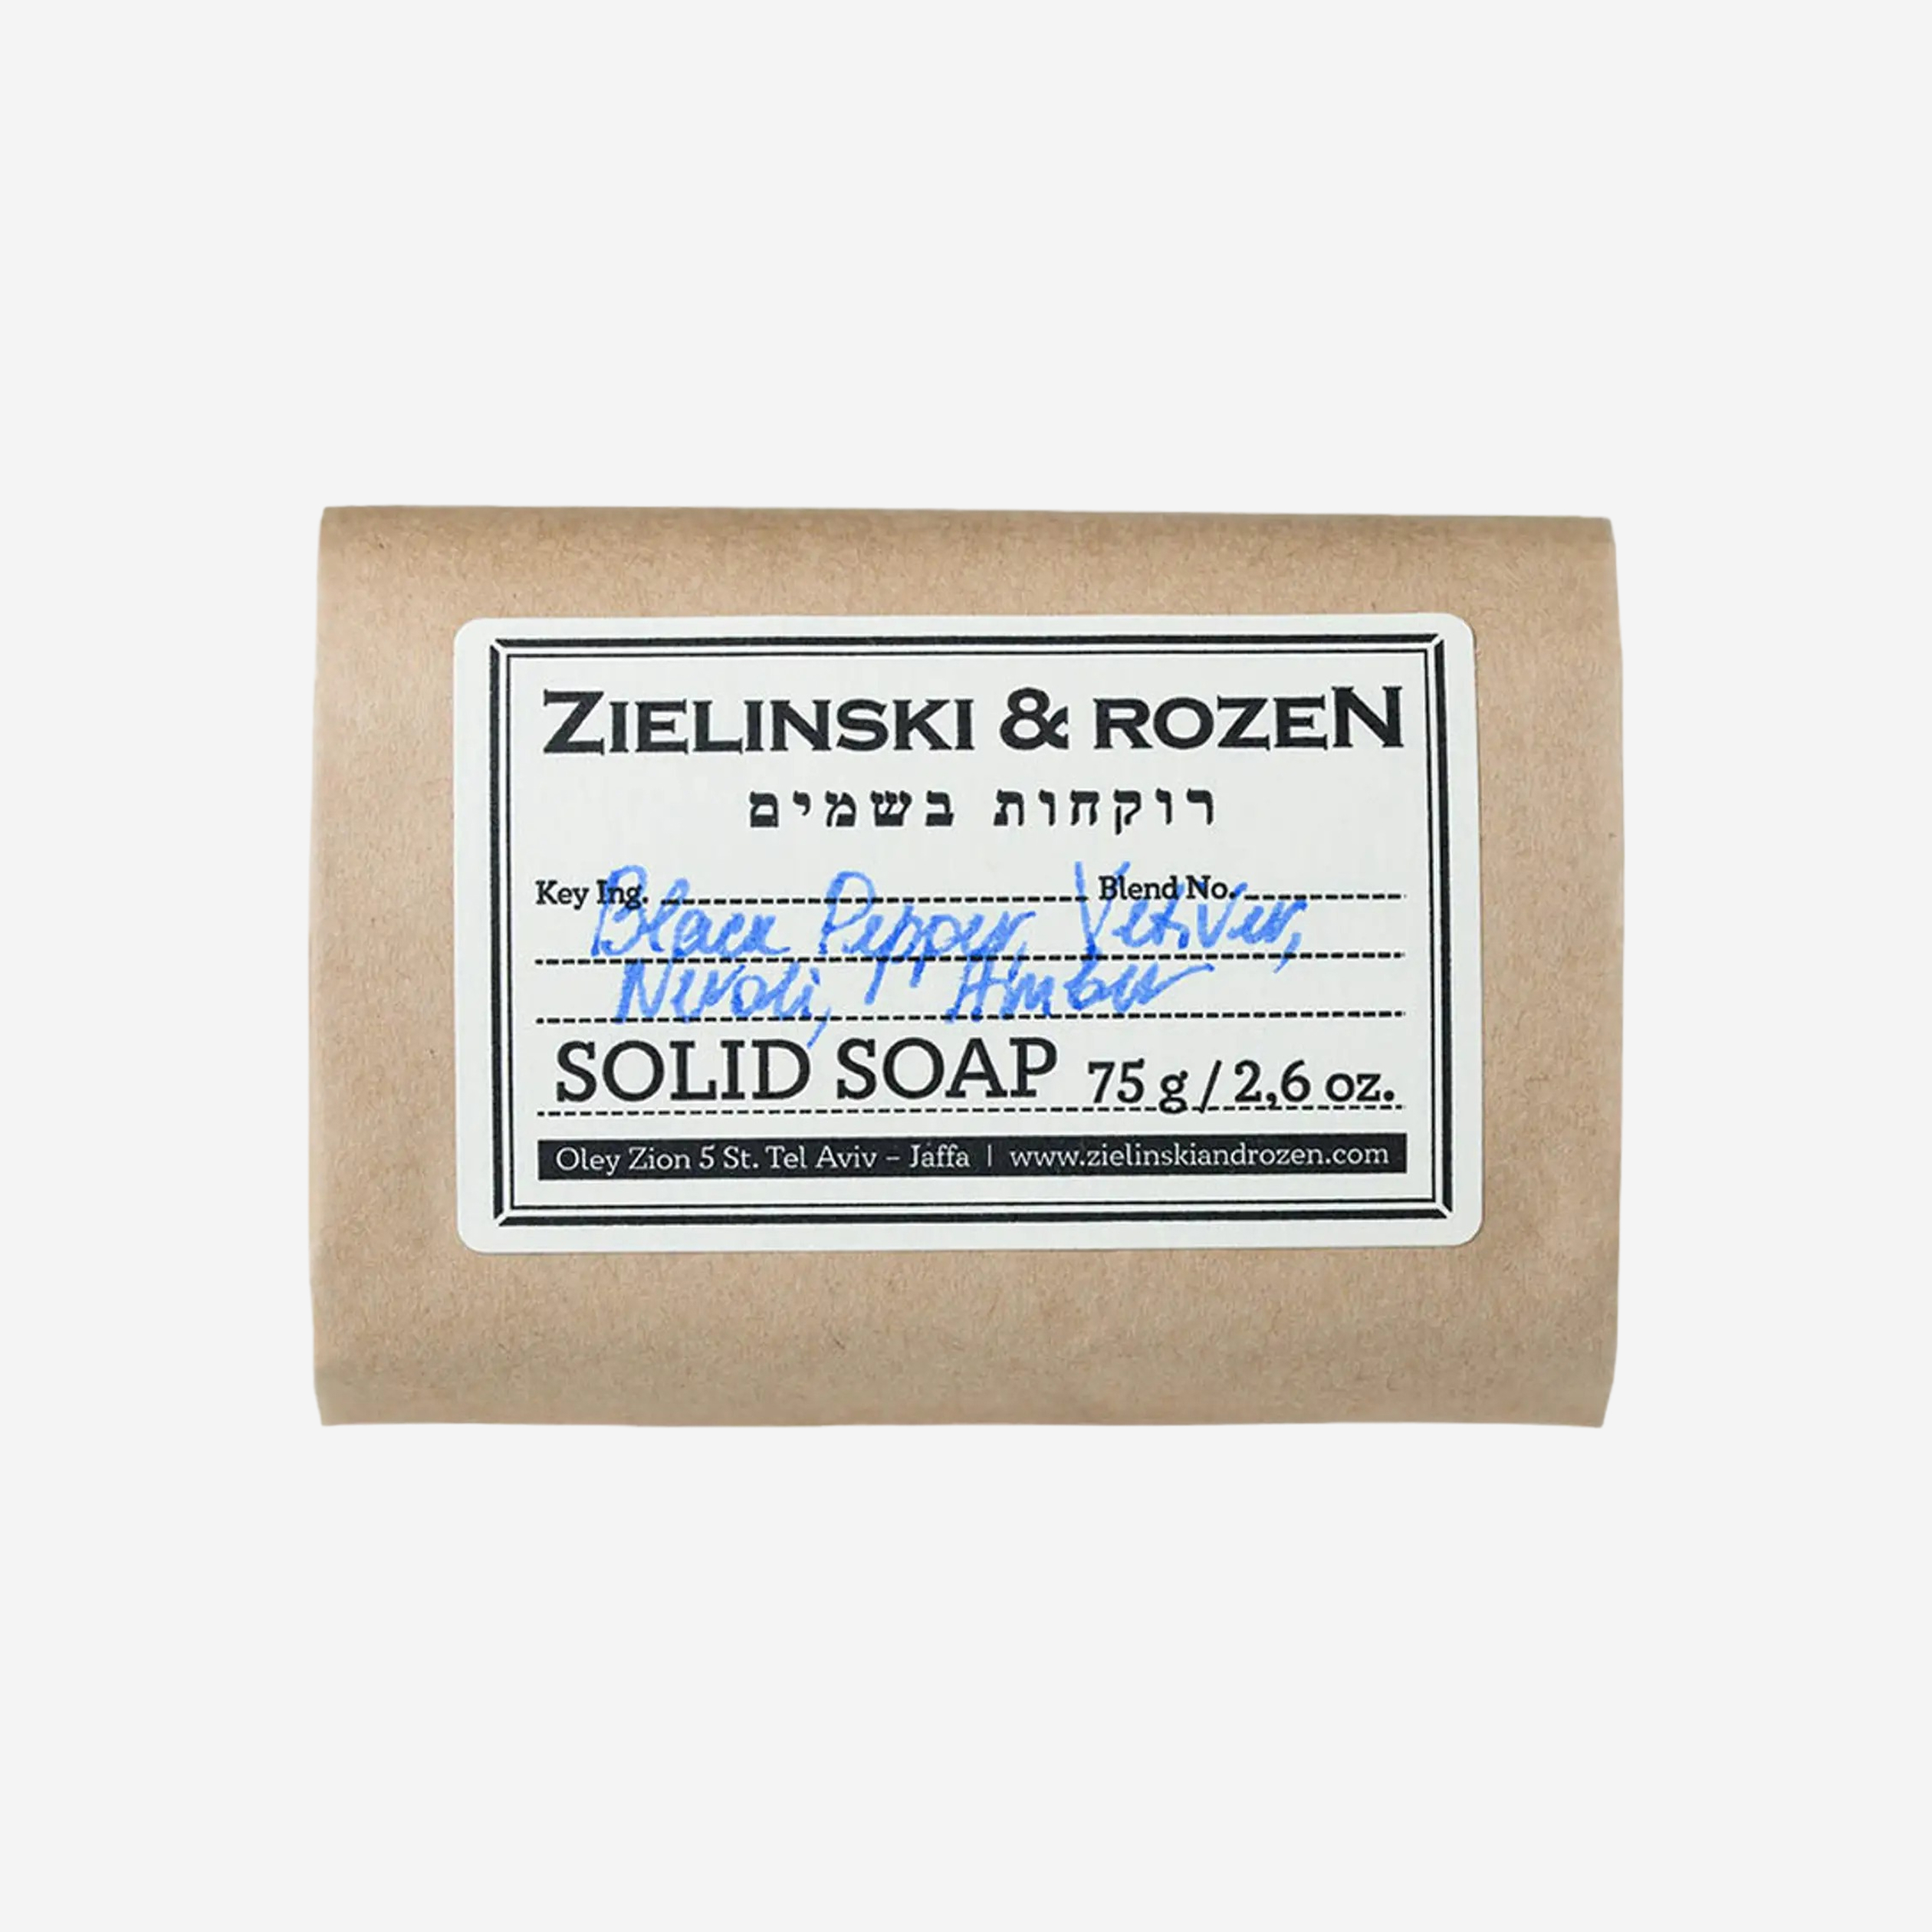 ZIELINSKI & ROZEN
רוקחות בשמים
Key Ing. Blend No.
Black Pepper, Vetiver,
Neroli, Amber
SOLID SOAP 75 g / 2,6 oz.
Oley Zion 5 St. Tel Aviv – Jaffa | www.zielinskiandrozen.com